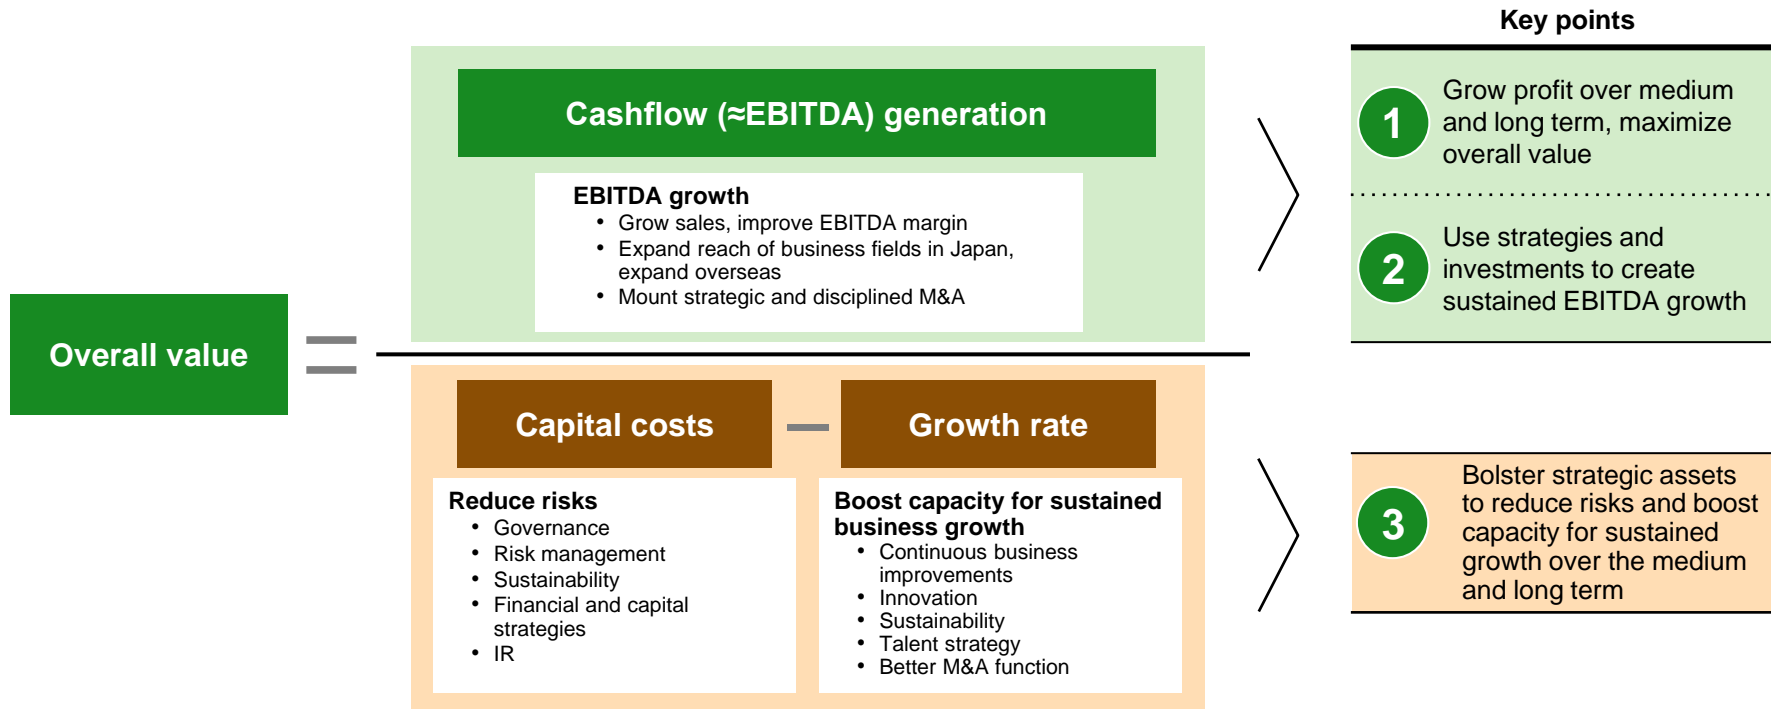 Key points
Cashflow (≈EBITDA) generation
EBITDA growth
• Grow sales, improve EBITDA margin
• Expand reach of business fields in Japan,
expand overseas
• Mount strategic and disciplined M&A
Overall value
=
Capital costs
—
Growth rate
Reduce risks
• Governance
• Risk management
• Sustainability
• Financial and capital
strategies
• IR
Boost capacity for sustained
business growth
• Continuous business
improvements
• Innovation
• Sustainability
• Talent strategy
• Better M&A function
1
Grow profit over medium
and long term, maximize
overall value
2
Use strategies and
investments to create
sustained EBITDA growth
3
Bolster strategic assets
to reduce risks and boost
capacity for sustained
growth over the medium
and long term